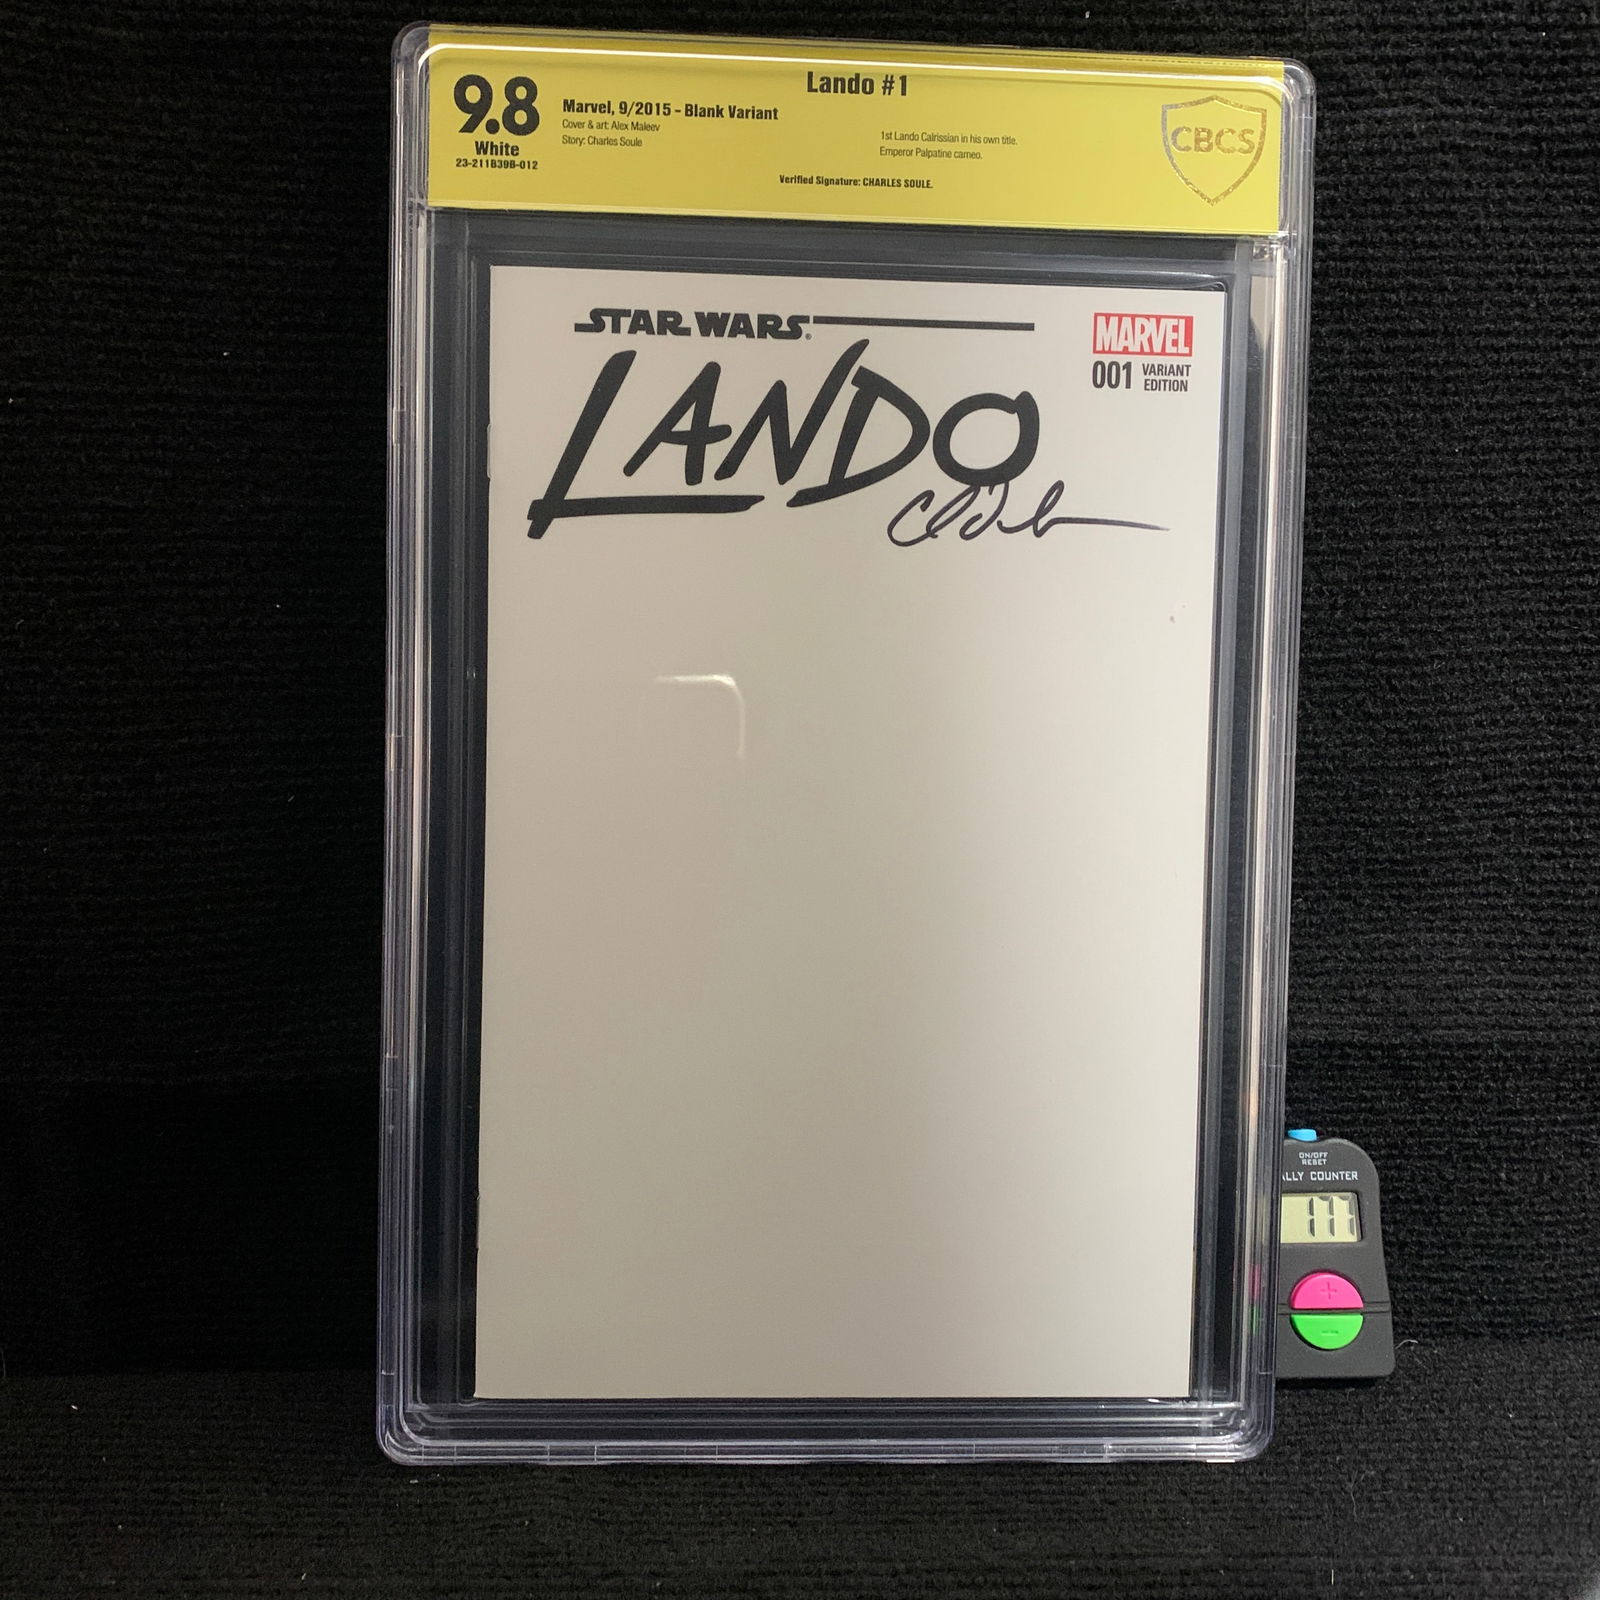 Lando #1
9.8
White
23-211B39B-012
Marvel, 9/2015 - Blank Variant
Cover & art: Alex Maleev
Story: Charles Soule
1st Lando Calrissian in his own title.
Emperor Palpatine cameo.
Verified Signature: CHARLES SOULE.
CBCS
STAR WARS®
LANDO
MARVEL
001 VARIANT
EDITION
ON/OFF
RESET
ALLY COUNTER
+
-